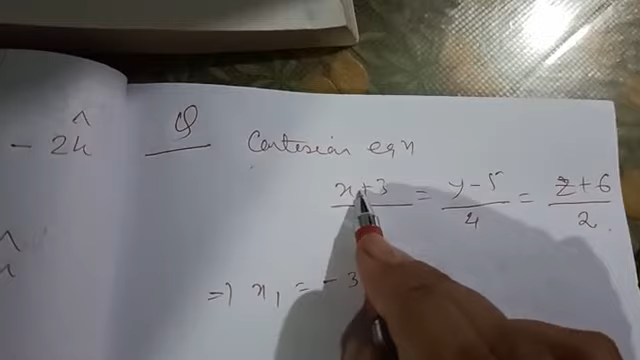 - 2k̂
Q Cartesian eqn
x+3 / = y-5 / 4 = z+6 / 2
=) x₁ = -3